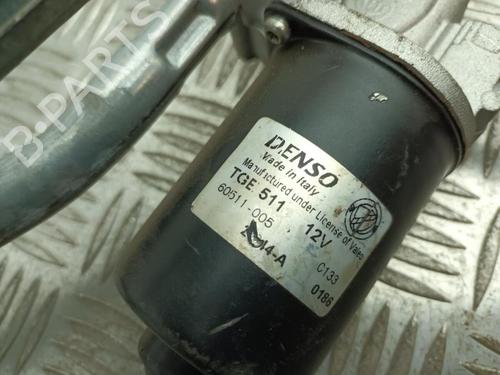 B-PARTS
DENSO
Made in Italy
Manufactured under License of Valeo
TGE 511 12V
60511-005
C133
0186